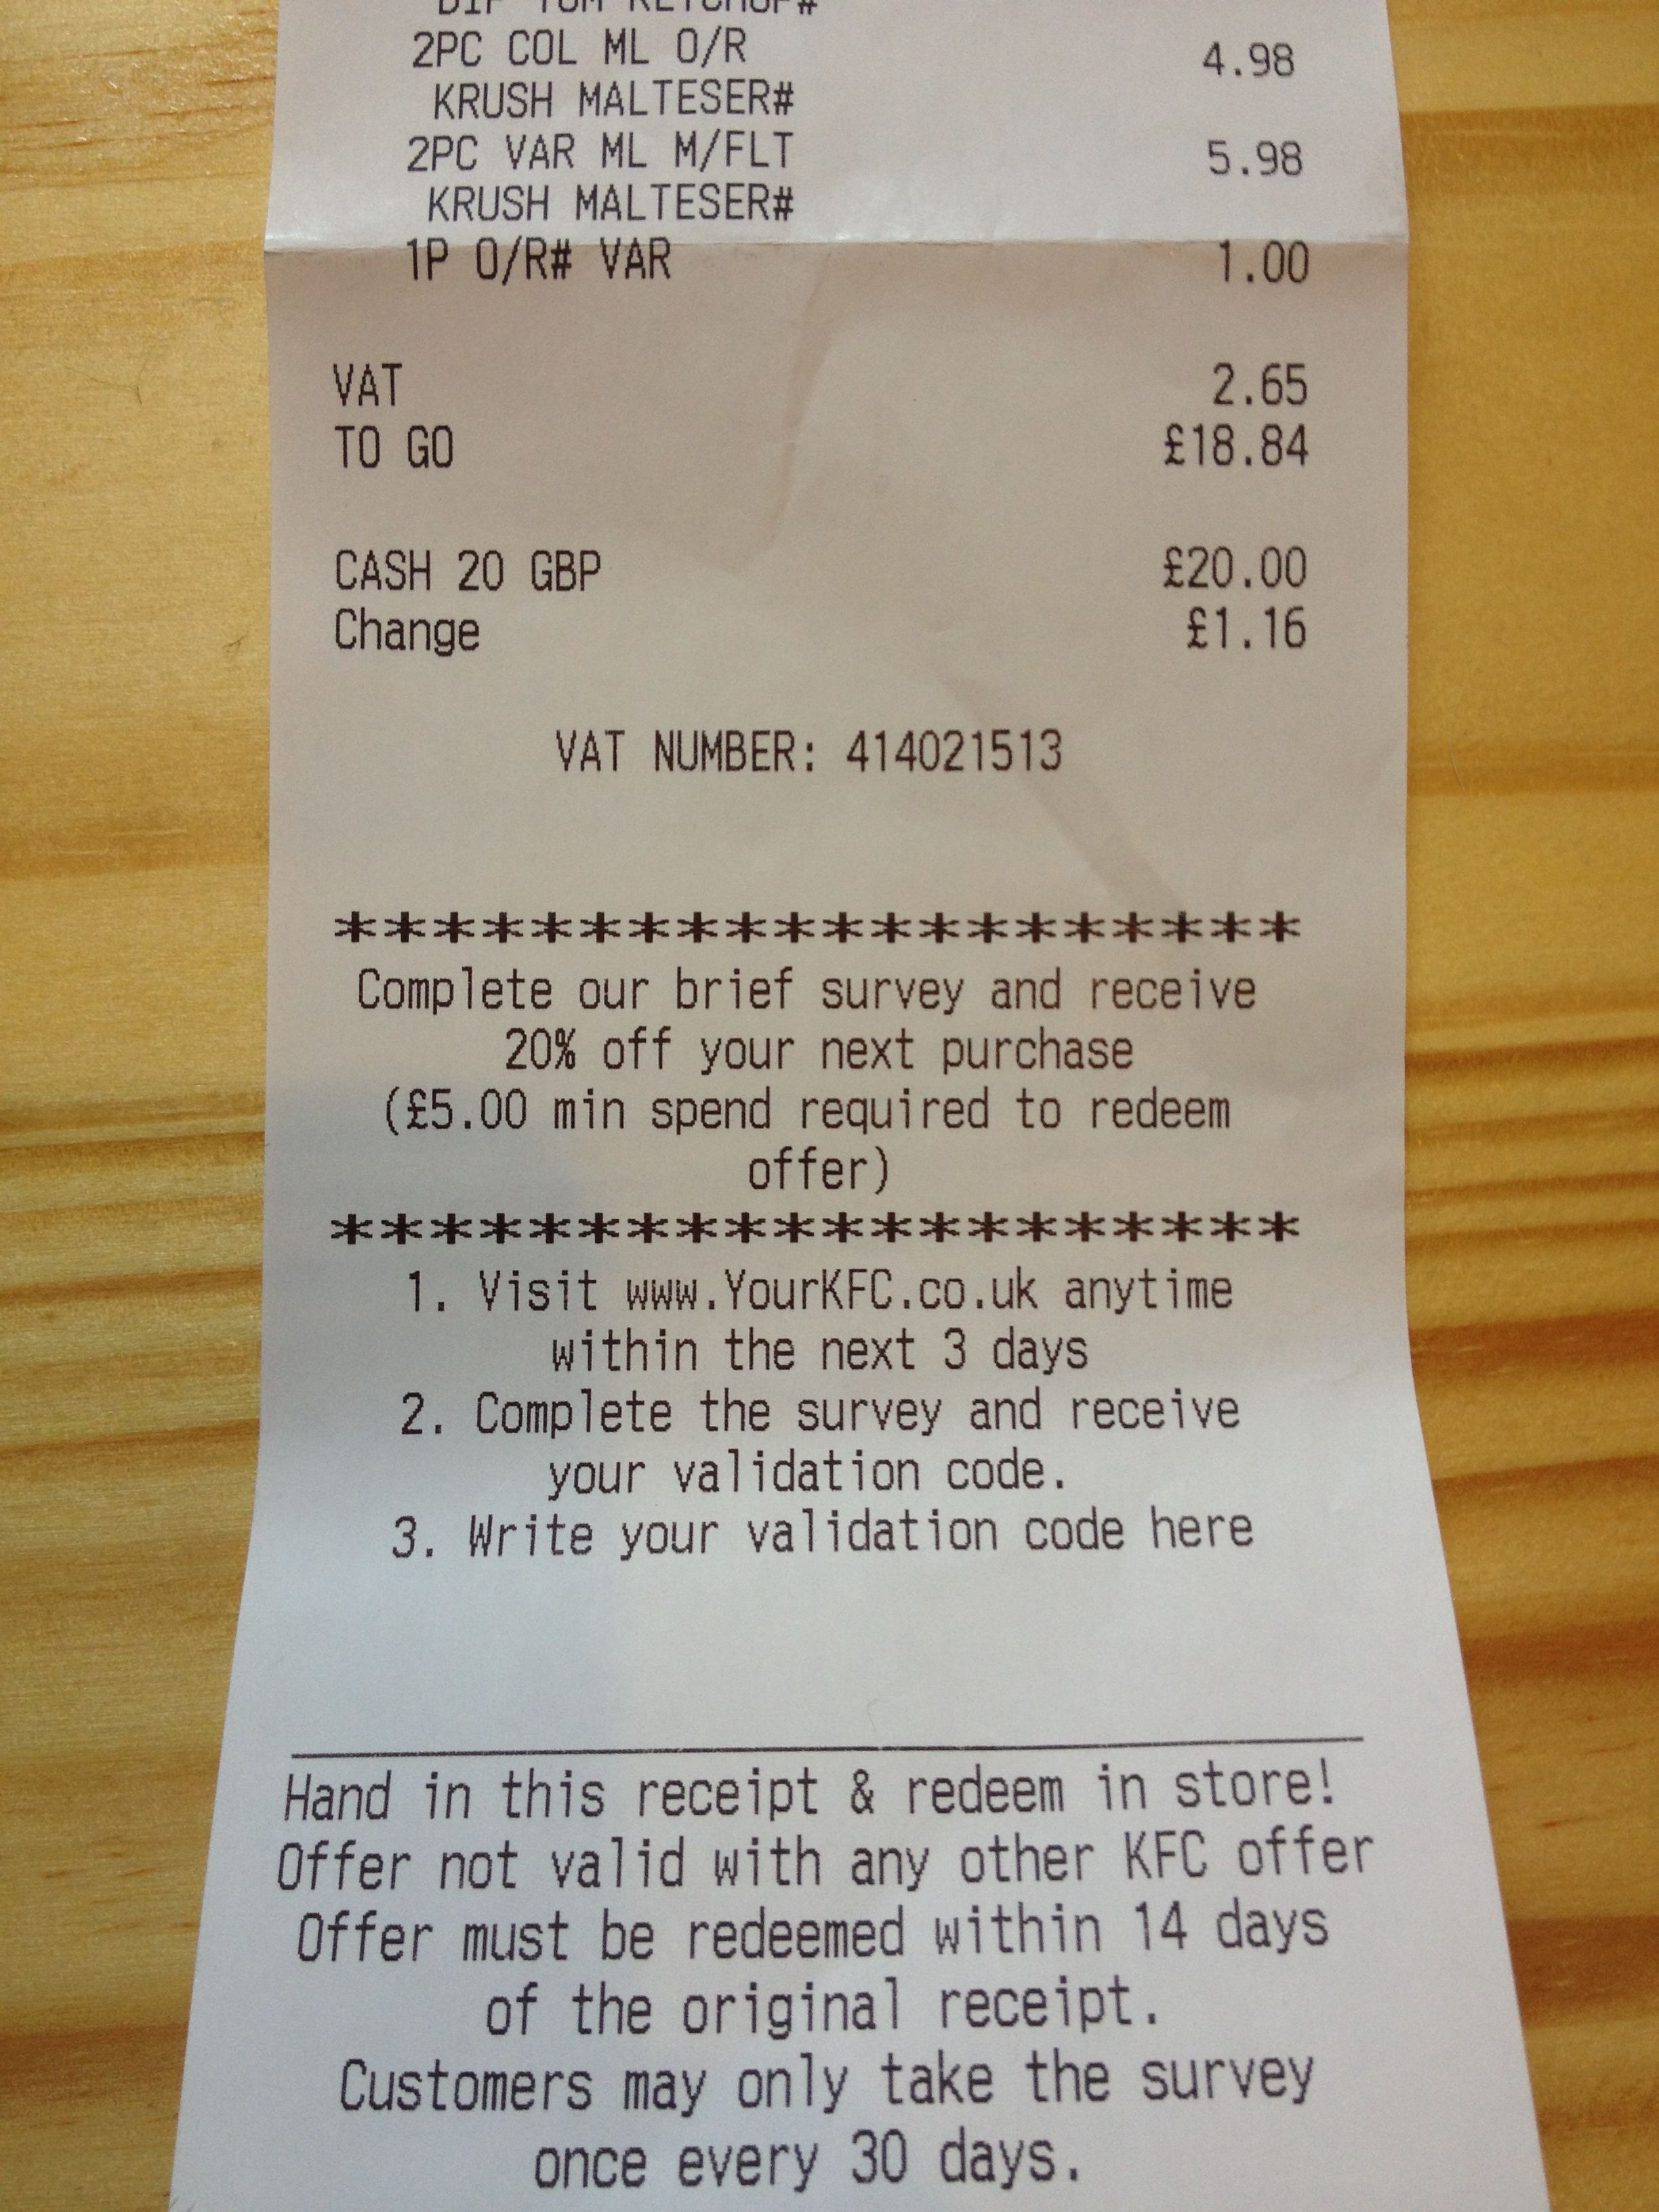 DIP TOM KETCHUP#
2PC COL ML O/R 4.98
KRUSH MALTESER#
2PC VAR ML M/FLT 5.98
KRUSH MALTESER#
1P O/R# VAR 1.00
VAT 2.65
TO GO £18.84
CASH 20 GBP £20.00
Change £1.16
VAT NUMBER: 414021513
********************
Complete our brief survey and receive
20% off your next purchase
(£5.00 min spend required to redeem
offer)
********************
1. Visit www.YourKFC.co.uk anytime
within the next 3 days
2. Complete the survey and receive
your validation code.
3. Write your validation code here
Hand in this receipt & redeem in store!
Offer not valid with any other KFC offer
Offer must be redeemed within 14 days
of the original receipt.
Customers may only take the survey
once every 30 days.